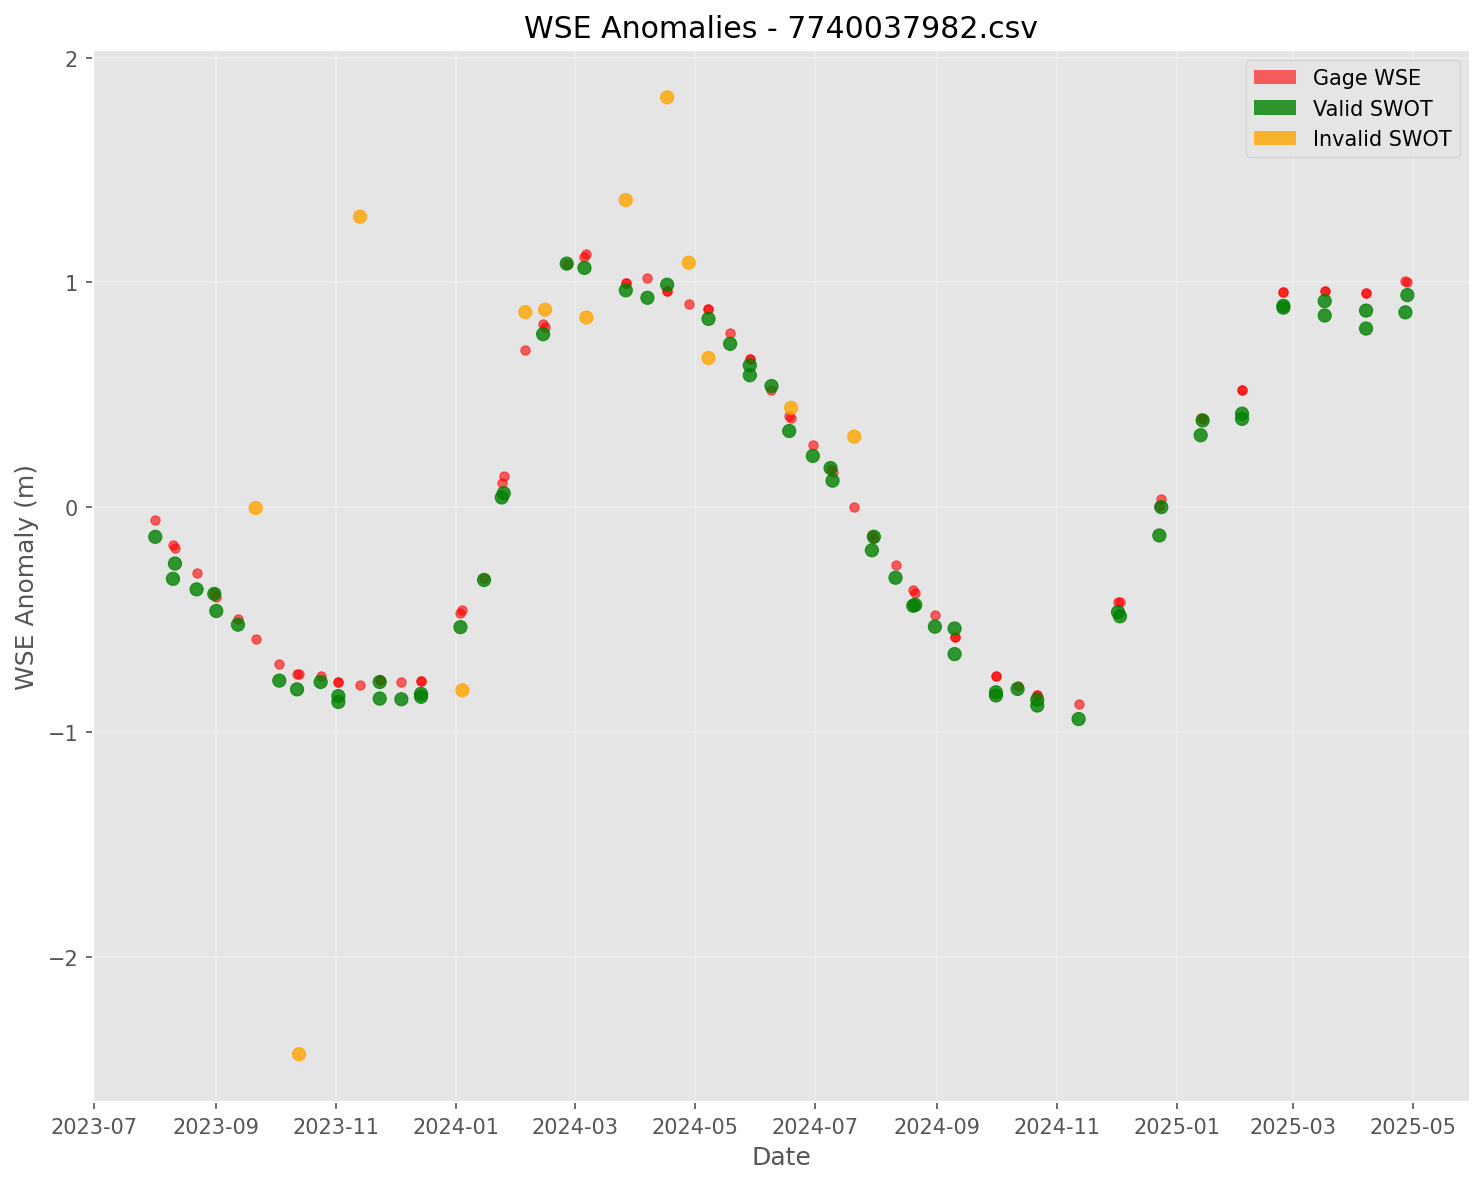 WSE Anomalies - 7740037982.csv
Gage WSE
Valid SWOT
Invalid SWOT
WSE Anomaly (m)
2
1
0
−1
−2
2023-07 2023-09 2023-11 2024-01 2024-03 2024-05 2024-07 2024-09 2024-11 2025-01 2025-03 2025-05
Date